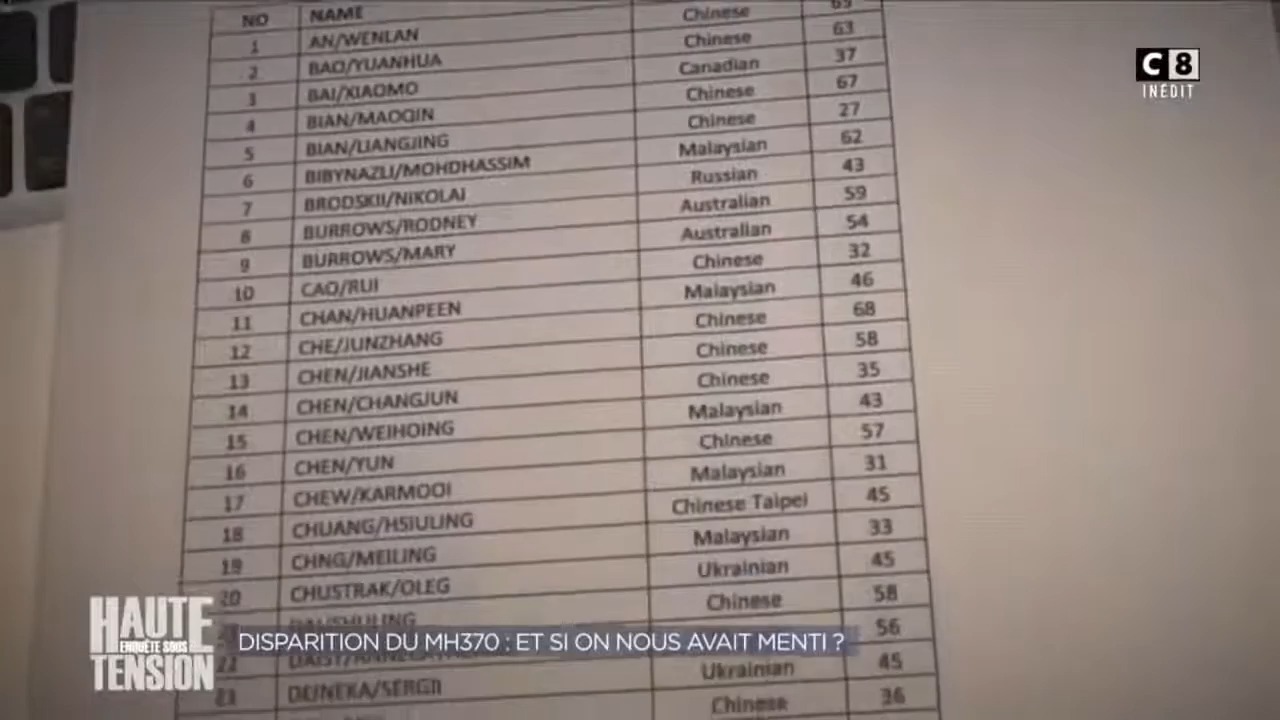 NO NAME
1 AN/WENLAN Chinese 65
2 BAO/YUANHUA Chinese 63
3 BAI/XIAOMO Canadian 37
4 BIAN/MAOQIN Chinese 67
5 BIAN/LIANGJING Chinese 27
6 BIBYNAZLI/MOHDHASSIM Malaysian 62
7 BRODSKII/NIKOLAI Russian 43
8 BURROWS/RODNEY Australian 59
9 BURROWS/MARY Australian 54
10 CAO/RUI Chinese 32
11 CHAN/HUANPEEN Malaysian 46
12 CHE/JUNZHANG Chinese 68
13 CHEN/JIANSHE Chinese 58
14 CHEN/CHANGJUN Chinese 35
15 CHEN/WEIHOING Malaysian 43
16 CHEN/YUN Chinese 57
17 CHEW/KARMOOI Malaysian 31
18 CHUANG/HSIULING Chinese Taipei 45
19 CHNG/MEILING Malaysian 33
20 CHUSTRAK/OLEG Ukrainian 45
DAI/SHULING Chinese 58
22 56
23 DEINEKA/SERGII Ukrainian 45
Chinese 36
C8
INÉDIT
HAUTE
ENQUÊTE SOUS
TENSION
DISPARITION DU MH370 : ET SI ON NOUS AVAIT MENTI ?